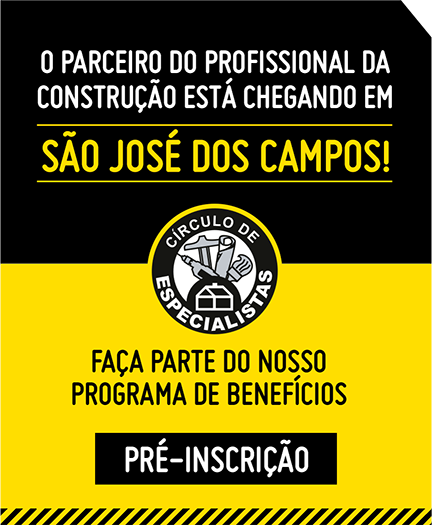 O PARCEIRO DO PROFISSIONAL DA
CONSTRUÇÃO ESTÁ CHEGANDO EM
SÃO JOSÉ DOS CAMPOS!
CÍRCULO DE
ESPECIALISTAS
FAÇA PARTE DO NOSSO
PROGRAMA DE BENEFÍCIOS
PRÉ-INSCRIÇÃO